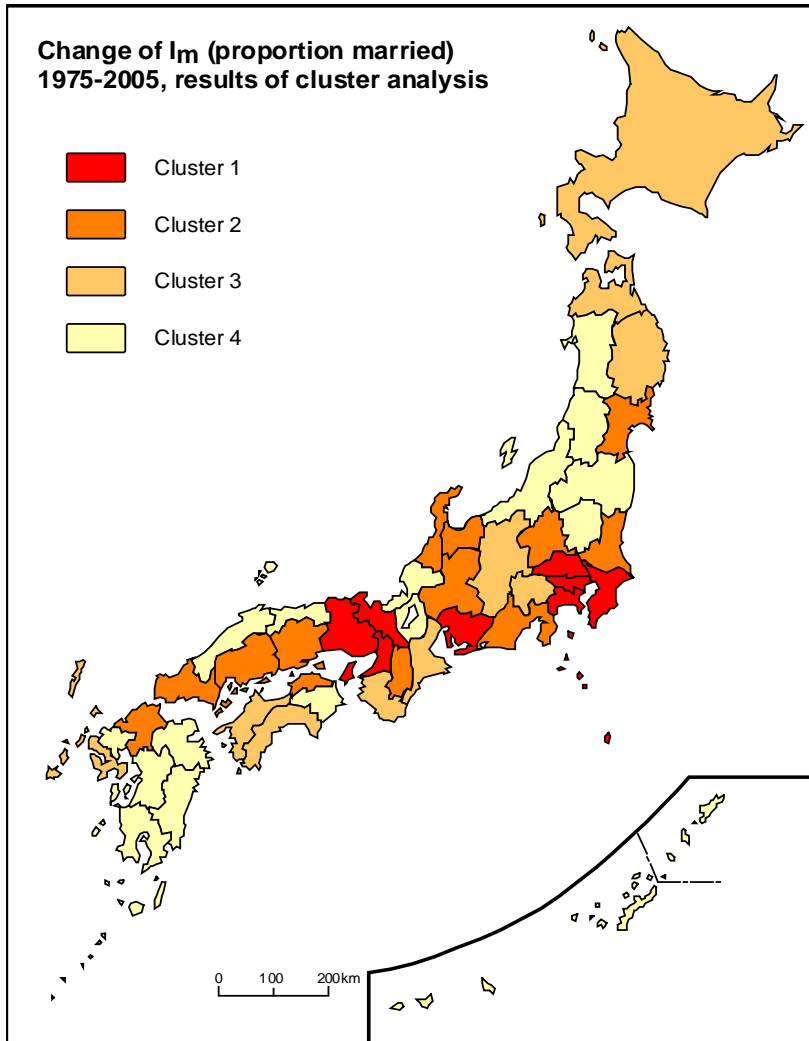 Change of Im (proportion married)
1975-2005, results of cluster analysis
Cluster 1
Cluster 2
Cluster 3
Cluster 4
0 100 200km